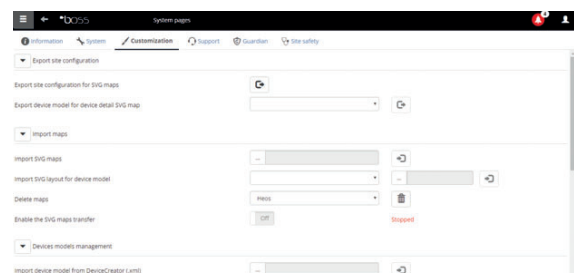 boss System pages
Information System Customization Support Guardian Site safety
Export site configuration
Export site configuration for SVG maps
Export device model for device detail SVG map
Import maps
Import SVG maps ...
Import SVG layout for device model ...
Delete maps Heos
Enable the SVG maps transfer Off Stopped
Devices models management
Import device model from DeviceCreator (.xml) ...